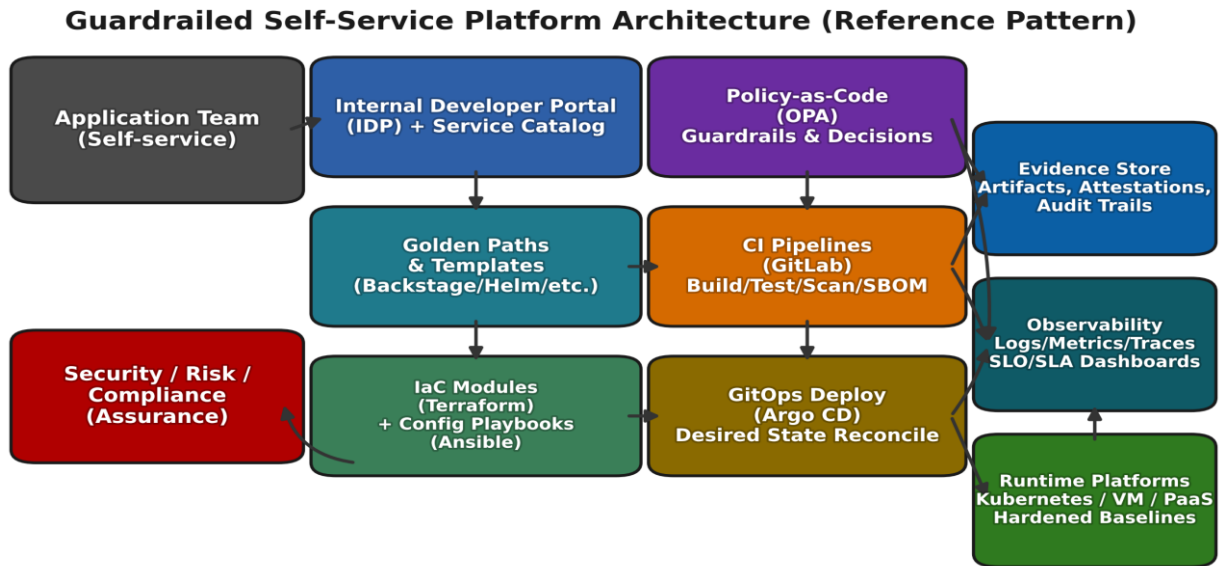 Guardrailed Self-Service Platform Architecture (Reference Pattern)
Application Team
(Self-service)
Internal Developer Portal
(IDP) + Service Catalog
Policy-as-Code
(OPA)
Guardrails & Decisions
Evidence Store
Artifacts, Attestations,
Audit Trails
Golden Paths
& Templates
(Backstage/Helm/etc.)
CI Pipelines
(GitLab)
Build/Test/Scan/SBOM
Observability
Logs/Metrics/Traces
SLO/SLA Dashboards
Security / Risk /
Compliance
(Assurance)
IaC Modules
(Terraform)
+ Config Playbooks
(Ansible)
GitOps Deploy
(Argo CD)
Desired State Reconcile
Runtime Platforms
Kubernetes / VM / PaaS
Hardened Baselines